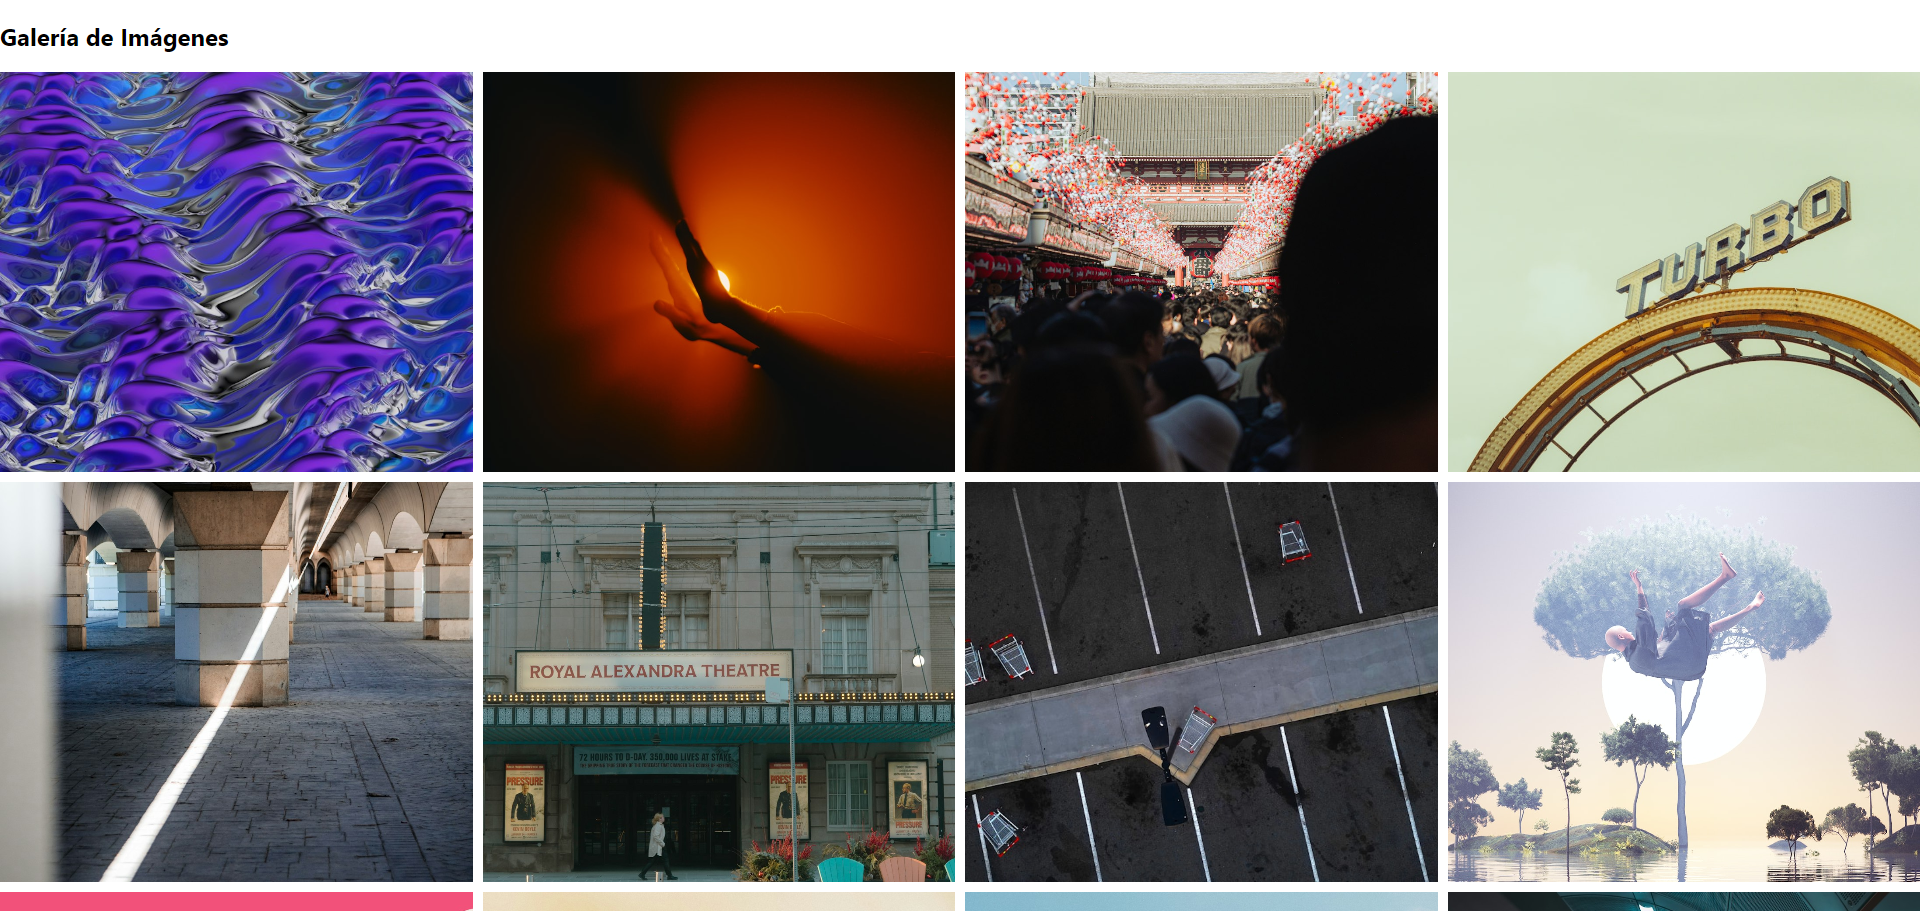 Galería de Imágenes
TURBO
ROYAL ALEXANDRA THEATRE
72 HOURS TO D-DAY. 350,000 LIVES AT STAKE.
PRESSURE
PRESSURE
PRESSURE